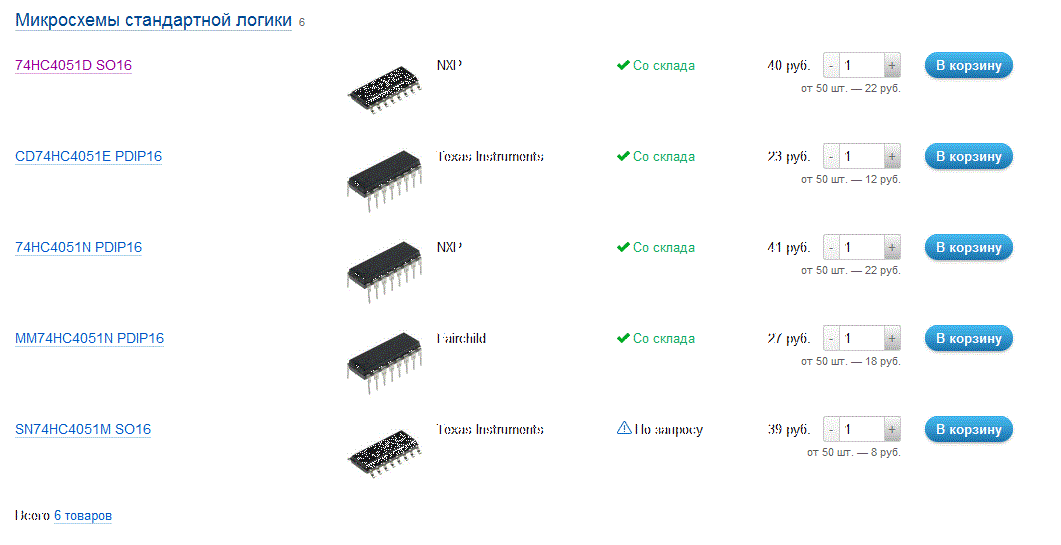 Микросхемы стандартной логики 6
74HC4051D SO16 NXP Со склада 40 руб. - 1 + В корзину
от 50 шт. — 22 руб.
CD74HC4051E PDIP16 Texas Instruments Со склада 23 руб. - 1 + В корзину
от 50 шт. — 12 руб.
74HC4051N PDIP16 NXP Со склада 41 руб. - 1 + В корзину
от 50 шт. — 22 руб.
MM74HC4051N PDIP16 Fairchild Со склада 27 руб. - 1 + В корзину
от 50 шт. — 18 руб.
SN74HC4051M SO16 Texas Instruments По запросу 39 руб. - 1 + В корзину
от 50 шт. — 8 руб.
Всего 6 товаров